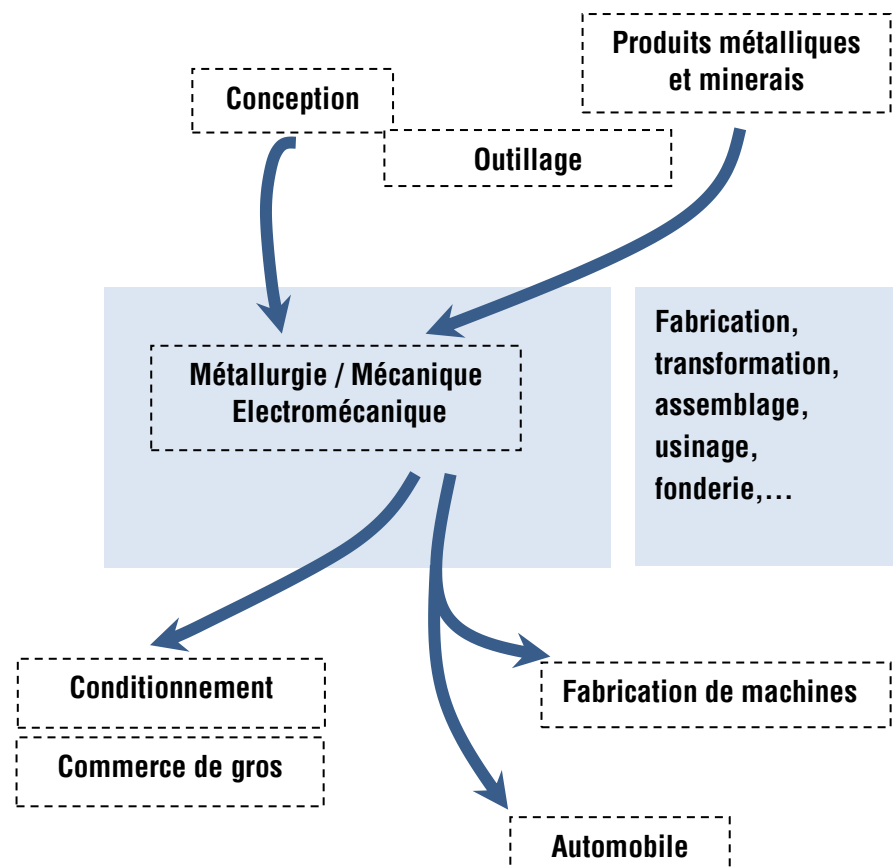 Produits métalliques
et minerais
Conception
Outillage
Métallurgie / Mécanique
Electromécanique
Fabrication,
transformation,
assemblage,
usinage,
fonderie,…
Conditionnement
Fabrication de machines
Commerce de gros
Automobile